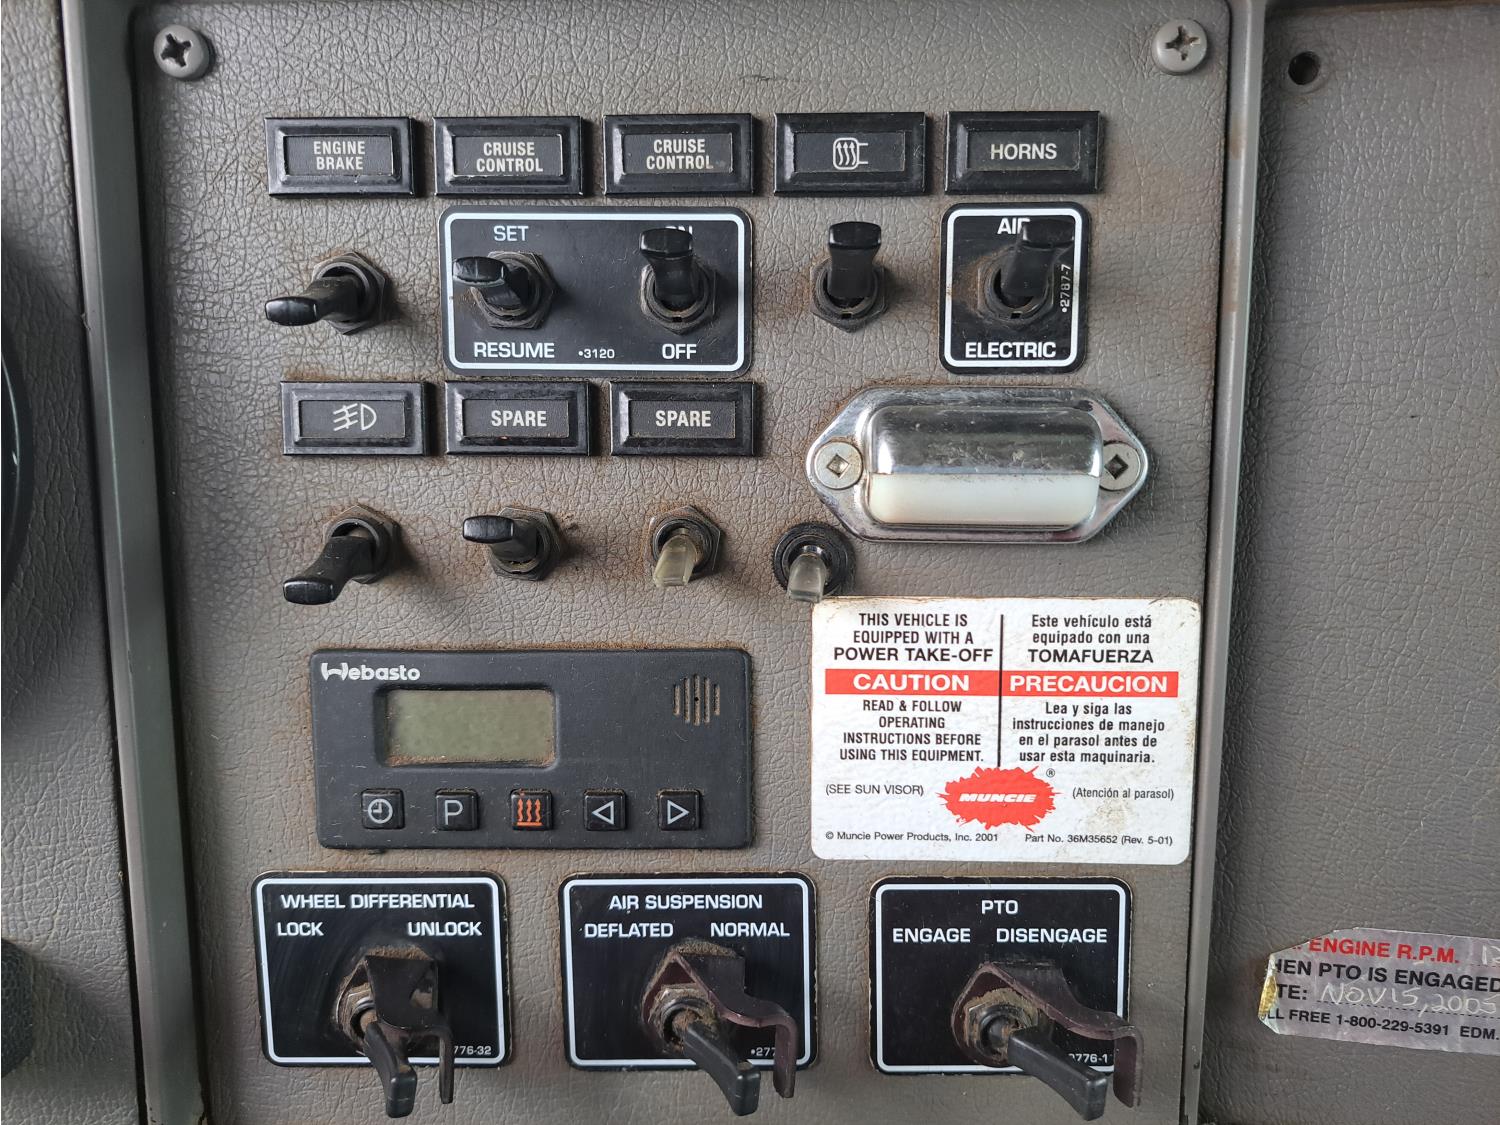 ENGINE
BRAKE
CRUISE
CONTROL
CRUISE
CONTROL
HORNS
SET
RESUME
•3120
OFF
•2787-7
ELECTRIC
SPARE
SPARE
Webasto
P
THIS VEHICLE IS
EQUIPPED WITH A
POWER TAKE-OFF
CAUTION
READ & FOLLOW
OPERATING
INSTRUCTIONS BEFORE
USING THIS EQUIPMENT.
(SEE SUN VISOR)
Este vehículo está
equipado con una
TOMAFUERZA
PRECAUCION
Lea y siga las
instrucciones de manejo
en el parasol antes de
usar esta maquinaria.
(Atención al parasol)
MUNCIE ®
© Muncie Power Products, Inc. 2001 Part No. 36M35652 (Rev. 5-01)
WHEEL DIFFERENTIAL
LOCK UNLOCK
776-32
AIR SUSPENSION
DEFLATED NORMAL
•277
PTO
ENGAGE DISENGAGE
2776-1
ENGINE R.P.M.
HEN PTO IS ENGAGED
TE: NOV 15, 2005
LL FREE 1-800-229-5391 EDM.